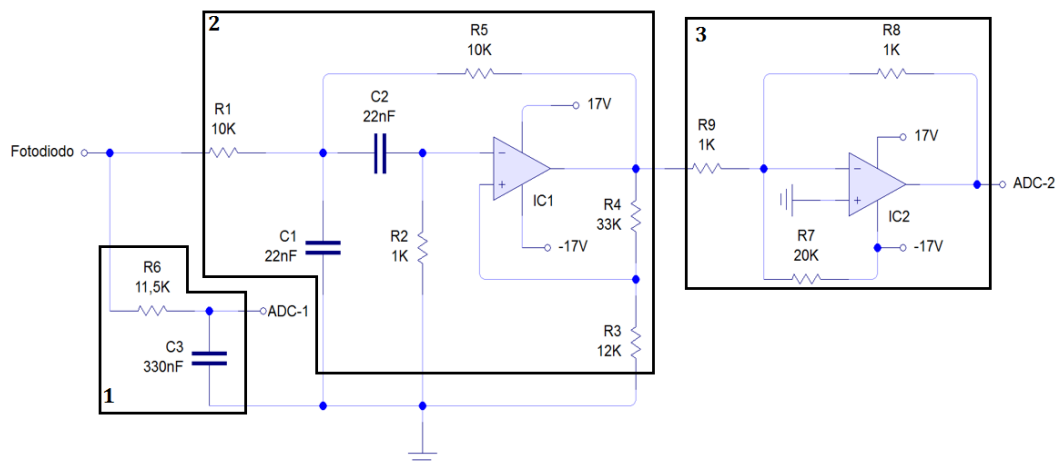 2
R5
10K
3
R8
1K
C2
22nF
17V
R1
10K
17V
R9
1K
Fotodiodo
−
+
IC1
−
+
IC2
ADC-2
R4
33K
C1
22nF
R2
1K
-17V
R7
20K
-17V
R6
11,5K
ADC-1
C3
330nF
R3
12K
1